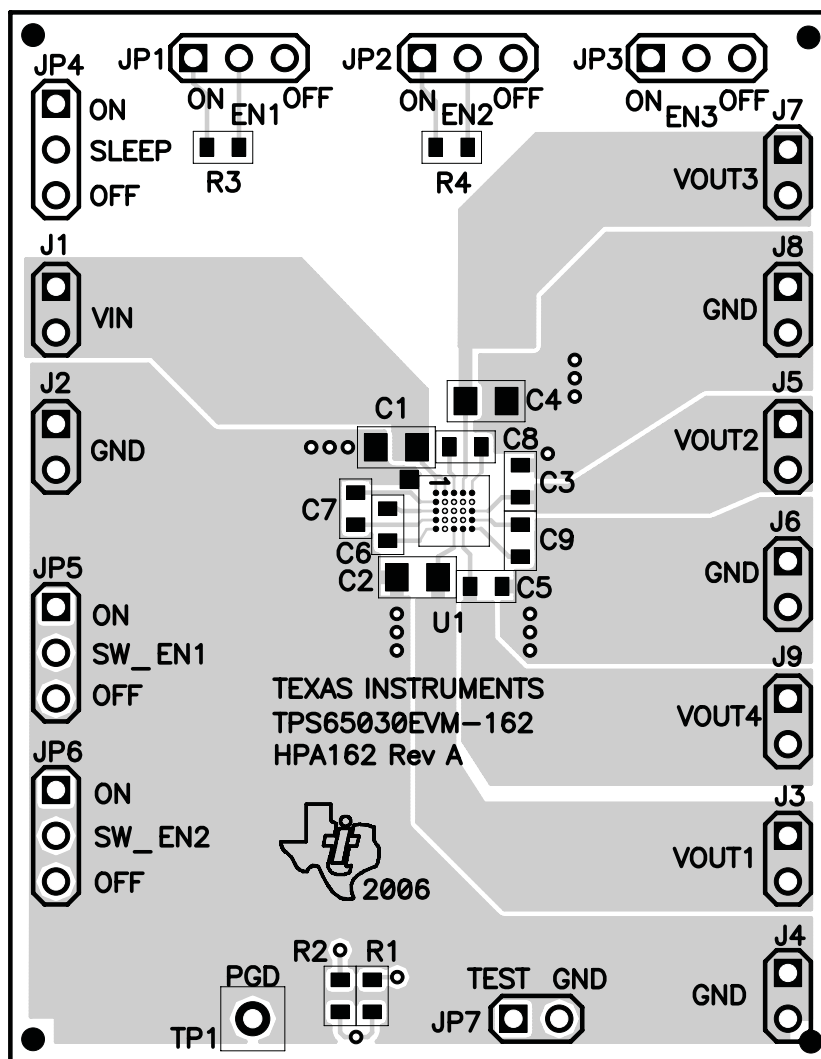 JP4
JP1
ON
EN1
OFF
JP2
ON
EN2
OFF
JP3
ON
EN3
OFF
J7
ON
SLEEP
OFF
R3
R4
VOUT3
J1
VIN
J8
GND
J2
GND
C1
C4
J5
VOUT2
C8
1
C3
C7
C6
C9
C2
C5
U1
J6
GND
JP5
ON
SW_EN1
OFF
J9
VOUT4
TEXAS INSTRUMENTS
TPS65030EVM-162
HPA162 Rev A
JP6
ON
SW_EN2
OFF
J3
VOUT1
2006
J4
GND
R2
R1
PGD
TP1
TEST
GND
JP7